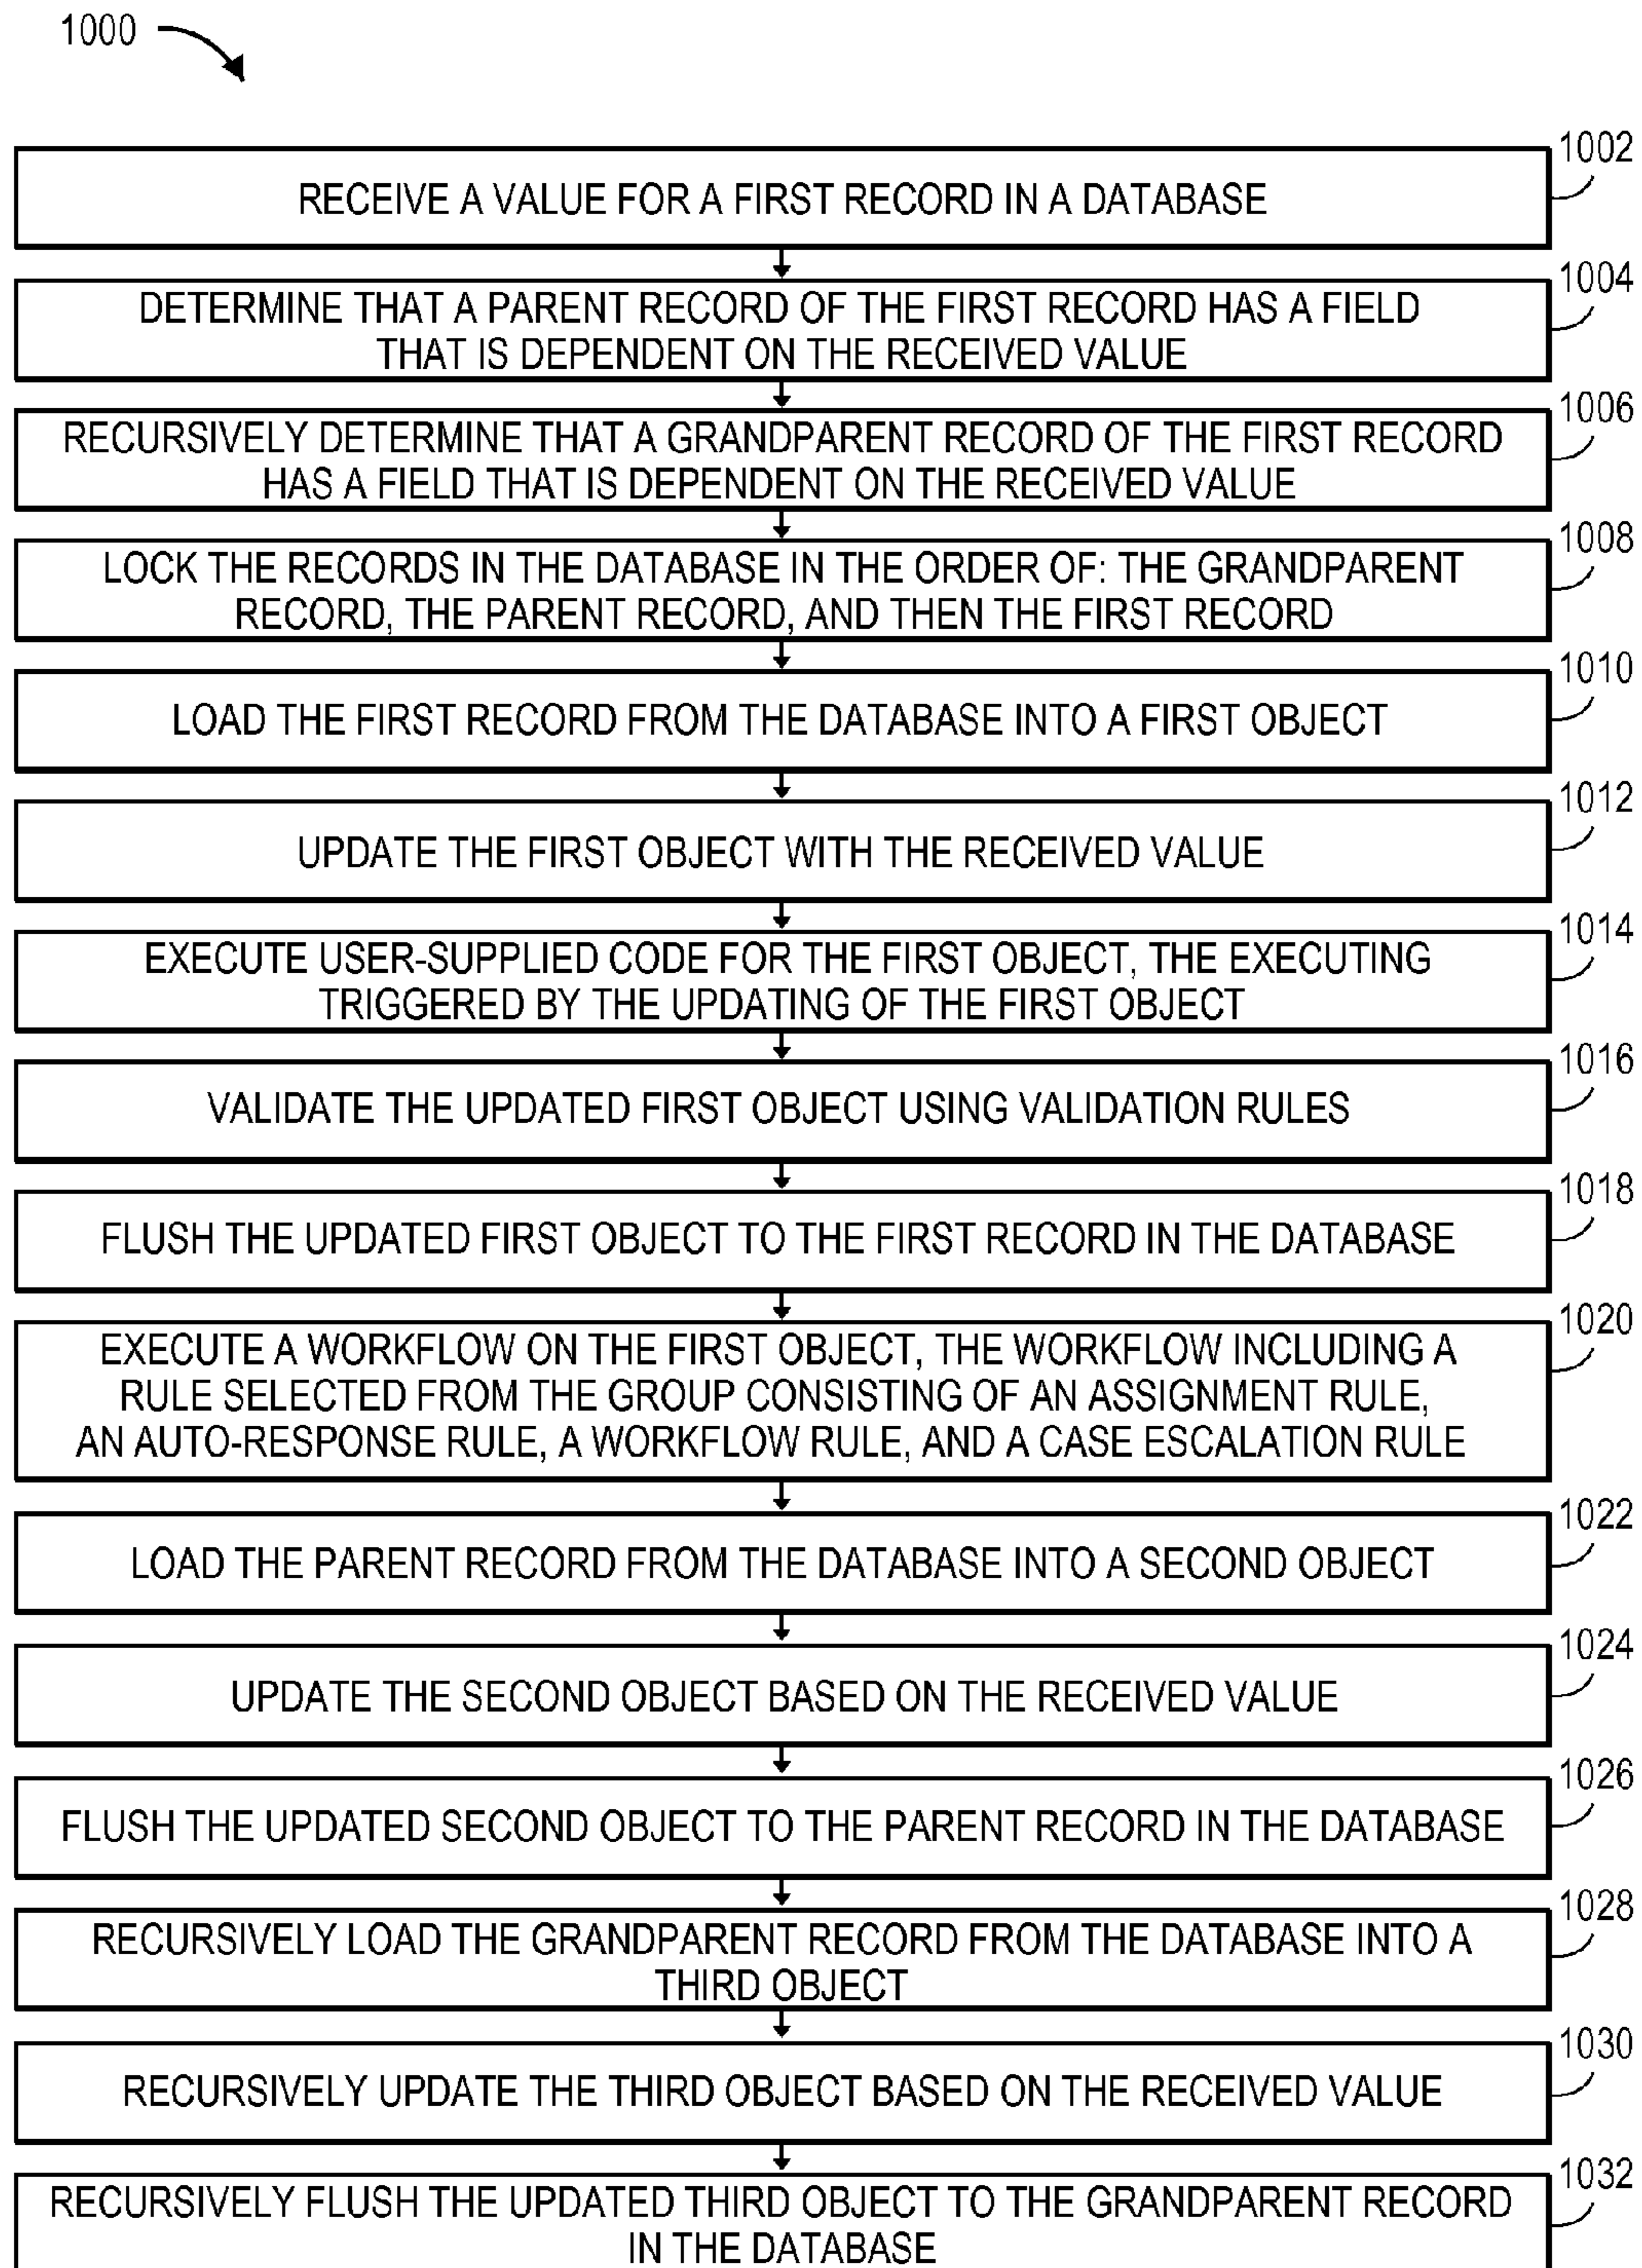 1000
1002
RECEIVE A VALUE FOR A FIRST RECORD IN A DATABASE
1004
DETERMINE THAT A PARENT RECORD OF THE FIRST RECORD HAS A FIELD
THAT IS DEPENDENT ON THE RECEIVED VALUE
1006
RECURSIVELY DETERMINE THAT A GRANDPARENT RECORD OF THE FIRST RECORD
HAS A FIELD THAT IS DEPENDENT ON THE RECEIVED VALUE
1008
LOCK THE RECORDS IN THE DATABASE IN THE ORDER OF: THE GRANDPARENT
RECORD, THE PARENT RECORD, AND THEN THE FIRST RECORD
1010
LOAD THE FIRST RECORD FROM THE DATABASE INTO A FIRST OBJECT
1012
UPDATE THE FIRST OBJECT WITH THE RECEIVED VALUE
1014
EXECUTE USER-SUPPLIED CODE FOR THE FIRST OBJECT, THE EXECUTING
TRIGGERED BY THE UPDATING OF THE FIRST OBJECT
1016
VALIDATE THE UPDATED FIRST OBJECT USING VALIDATION RULES
1018
FLUSH THE UPDATED FIRST OBJECT TO THE FIRST RECORD IN THE DATABASE
1020
EXECUTE A WORKFLOW ON THE FIRST OBJECT, THE WORKFLOW INCLUDING A
RULE SELECTED FROM THE GROUP CONSISTING OF AN ASSIGNMENT RULE,
AN AUTO-RESPONSE RULE, A WORKFLOW RULE, AND A CASE ESCALATION RULE
1022
LOAD THE PARENT RECORD FROM THE DATABASE INTO A SECOND OBJECT
1024
UPDATE THE SECOND OBJECT BASED ON THE RECEIVED VALUE
1026
FLUSH THE UPDATED SECOND OBJECT TO THE PARENT RECORD IN THE DATABASE
1028
RECURSIVELY LOAD THE GRANDPARENT RECORD FROM THE DATABASE INTO A
THIRD OBJECT
1030
RECURSIVELY UPDATE THE THIRD OBJECT BASED ON THE RECEIVED VALUE
1032
RECURSIVELY FLUSH THE UPDATED THIRD OBJECT TO THE GRANDPARENT RECORD
IN THE DATABASE